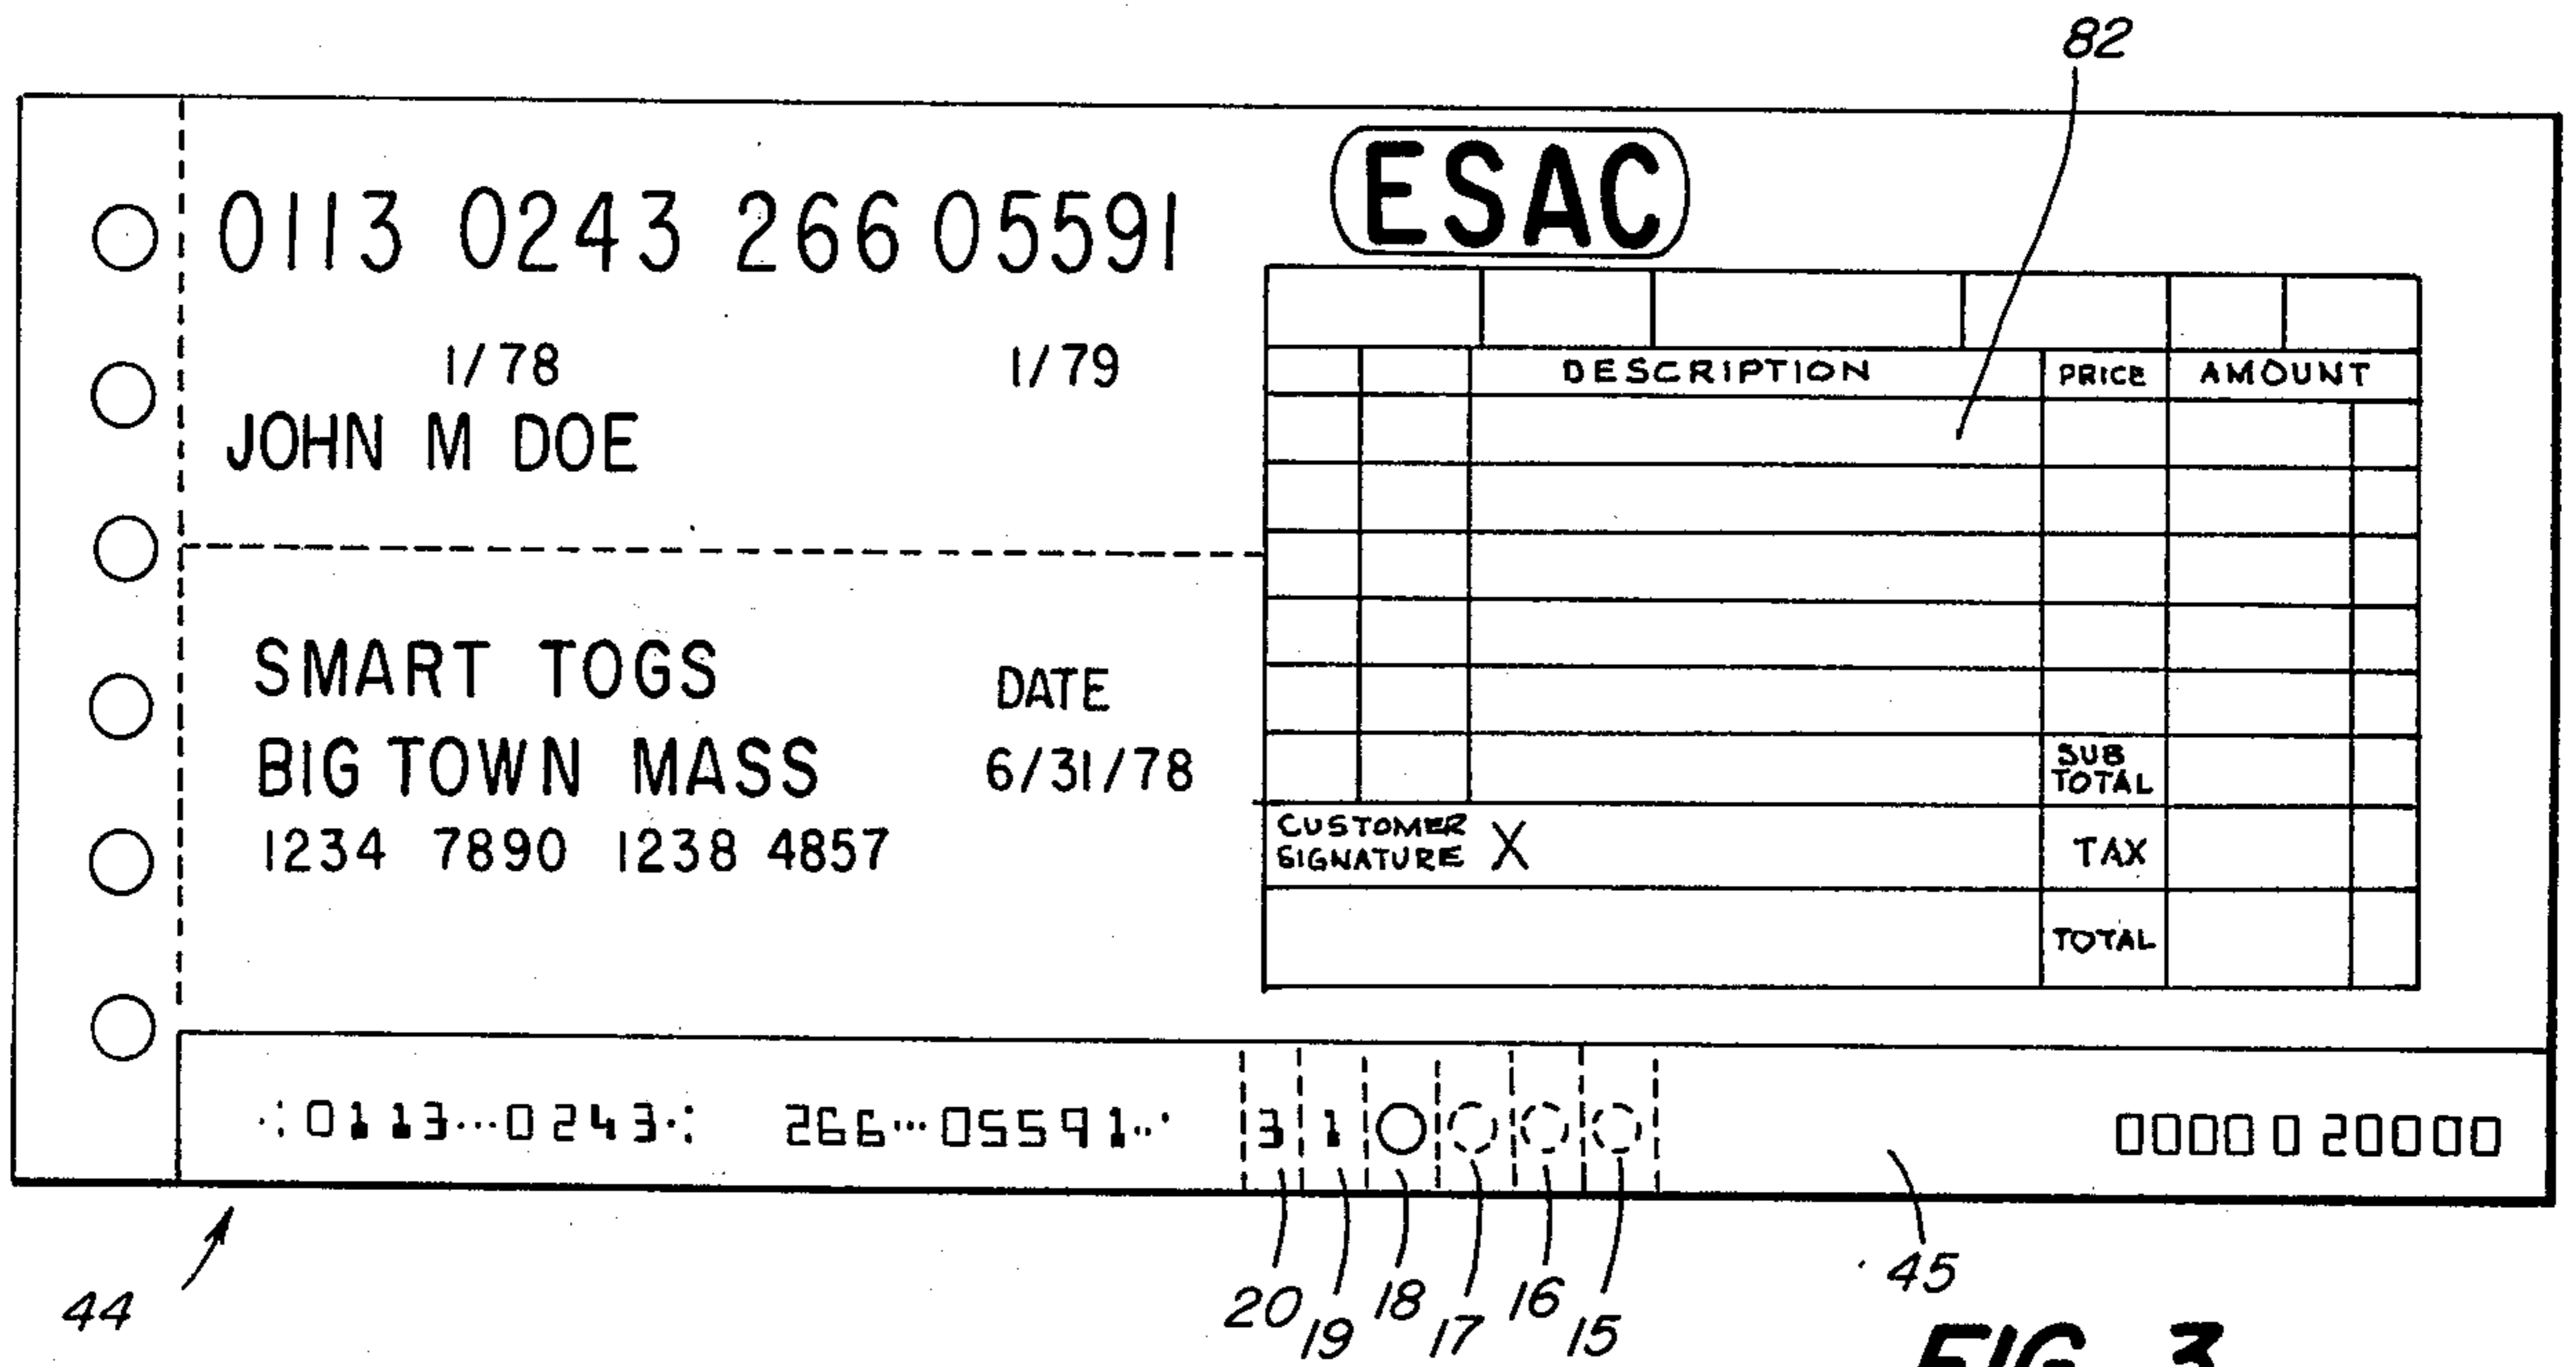 82
ESAC
0113 0243 266 05591
1/78 1/79
JOHN M DOE
DESCRIPTION PRICE AMOUNT
SMART TOGS
BIG TOWN MASS
1234 7890 1238 4857
DATE
6/31/78
SUB TOTAL
CUSTOMER SIGNATURE X
TAX
TOTAL
⑆0113⑉0243⑆ 266⑉05591⑈ 3 1 0000 0 20000
44
20 19 18 17 16 15
45
FIG. 3